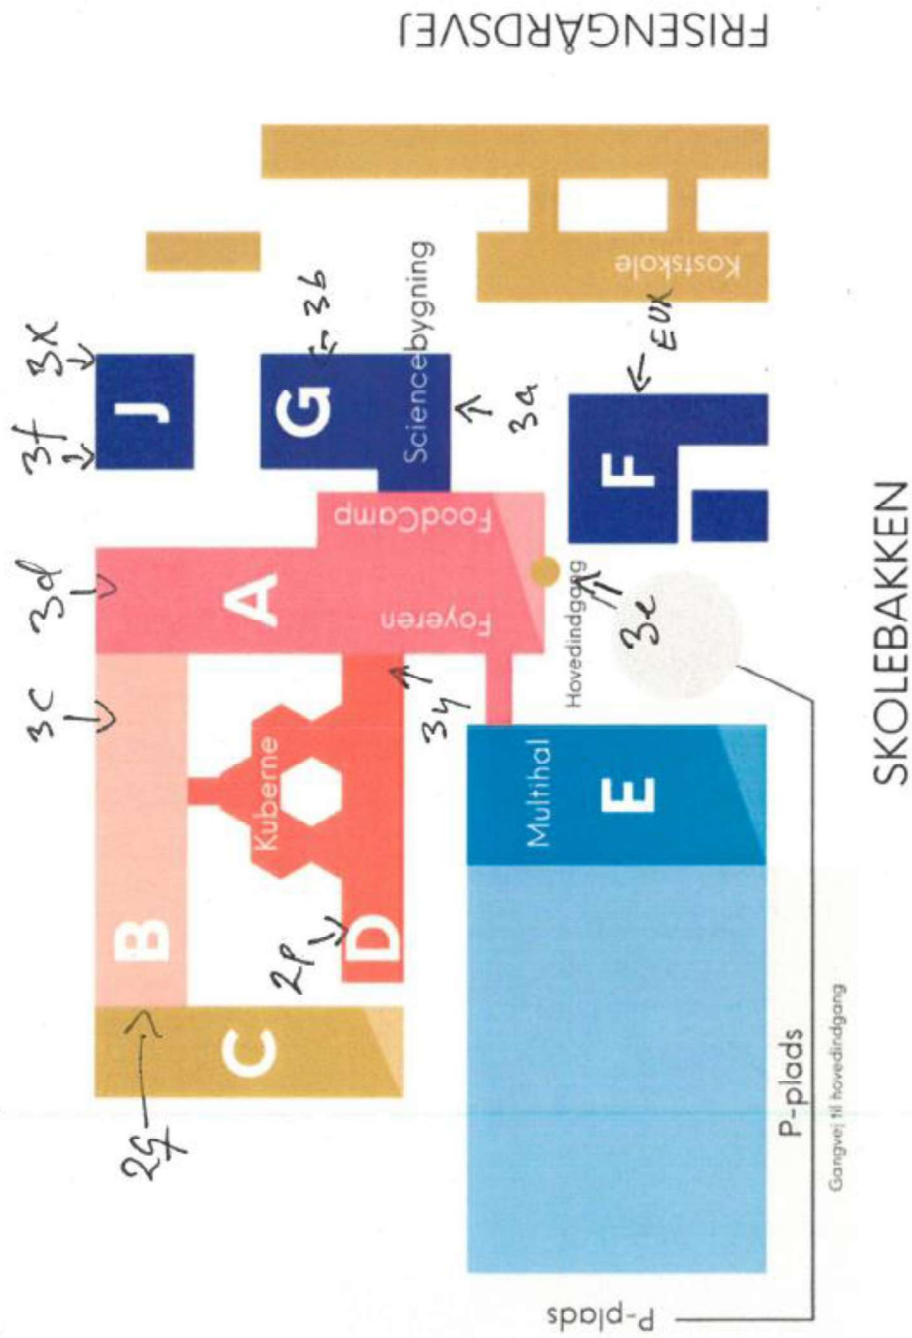 FRISENGÅRDSVEJ
Kostskole
3x
3f
J
3b
G
Sciencebygning
3a
EUX
F
3d
A
FoodCamp
Foyeren
Hovedindgang
3e
3c
3y
Kuberne
B
2p
D
C
2q
Multihal
E
P-plads
Gangvej til hovedindgang
P-plads
SKOLEBAKKEN